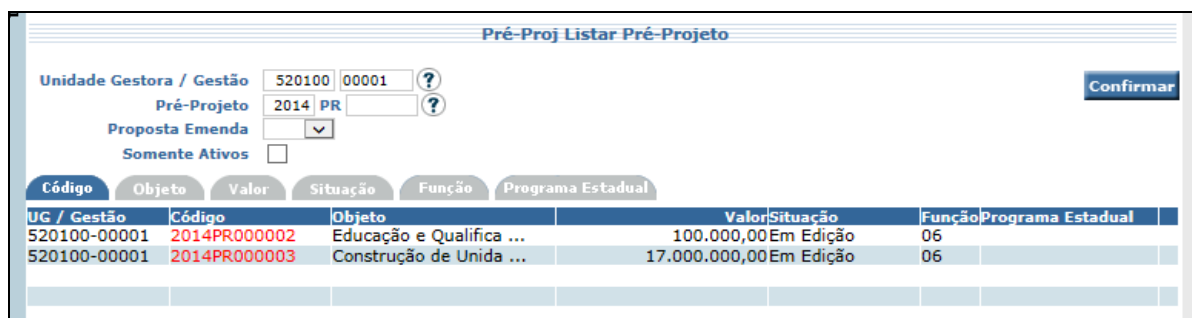 Pré-Proj Listar Pré-Projeto
Unidade Gestora / Gestão 520100 00001 ?
Confirmar
Pré-Projeto 2014 PR ?
Proposta Emenda
Somente Ativos
Código Objeto Valor Situação Função Programa Estadual
UG / Gestão Código Objeto Valor Situação Função Programa Estadual
520100-00001 2014PR000002 Educação e Qualifica ... 100.000,00 Em Edição 06
520100-00001 2014PR000003 Construção de Unida ... 17.000.000,00 Em Edição 06